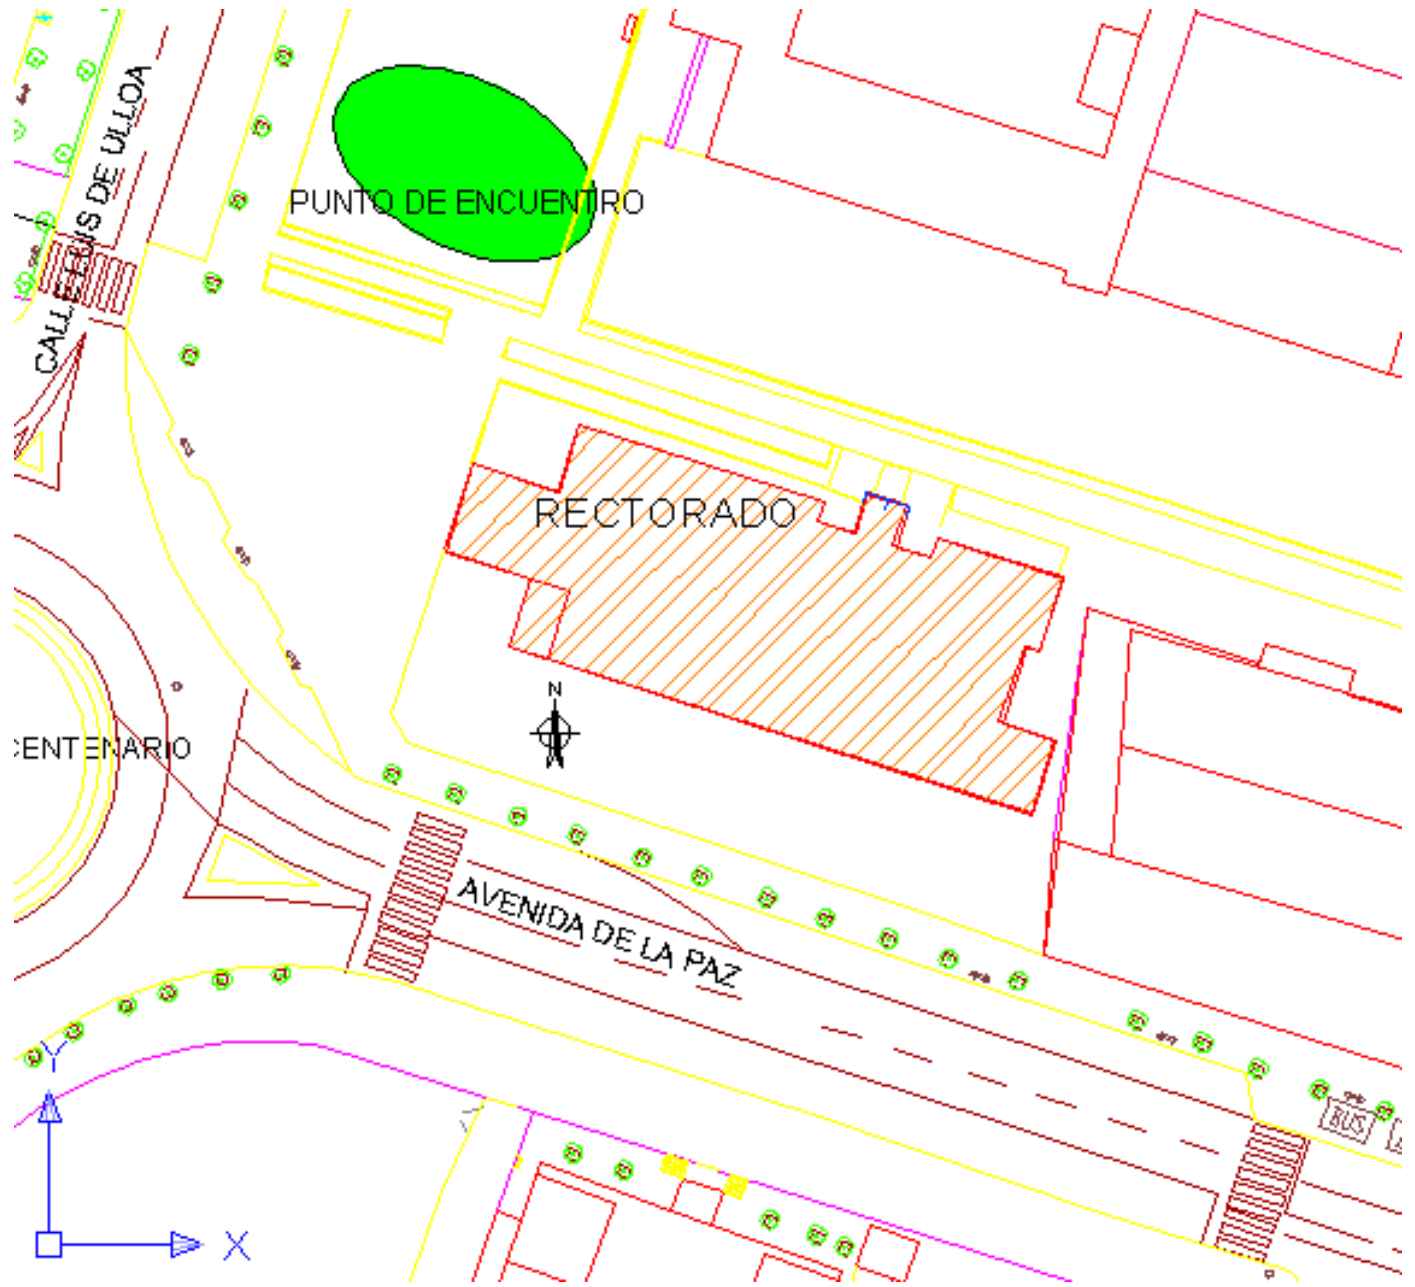 CALLE LUIS DE ULLOA
PUNTO DE ENCUENTRO
RECTORADO
N
CENTENARIO
AVENIDA DE LA PAZ
Y
BUS
X